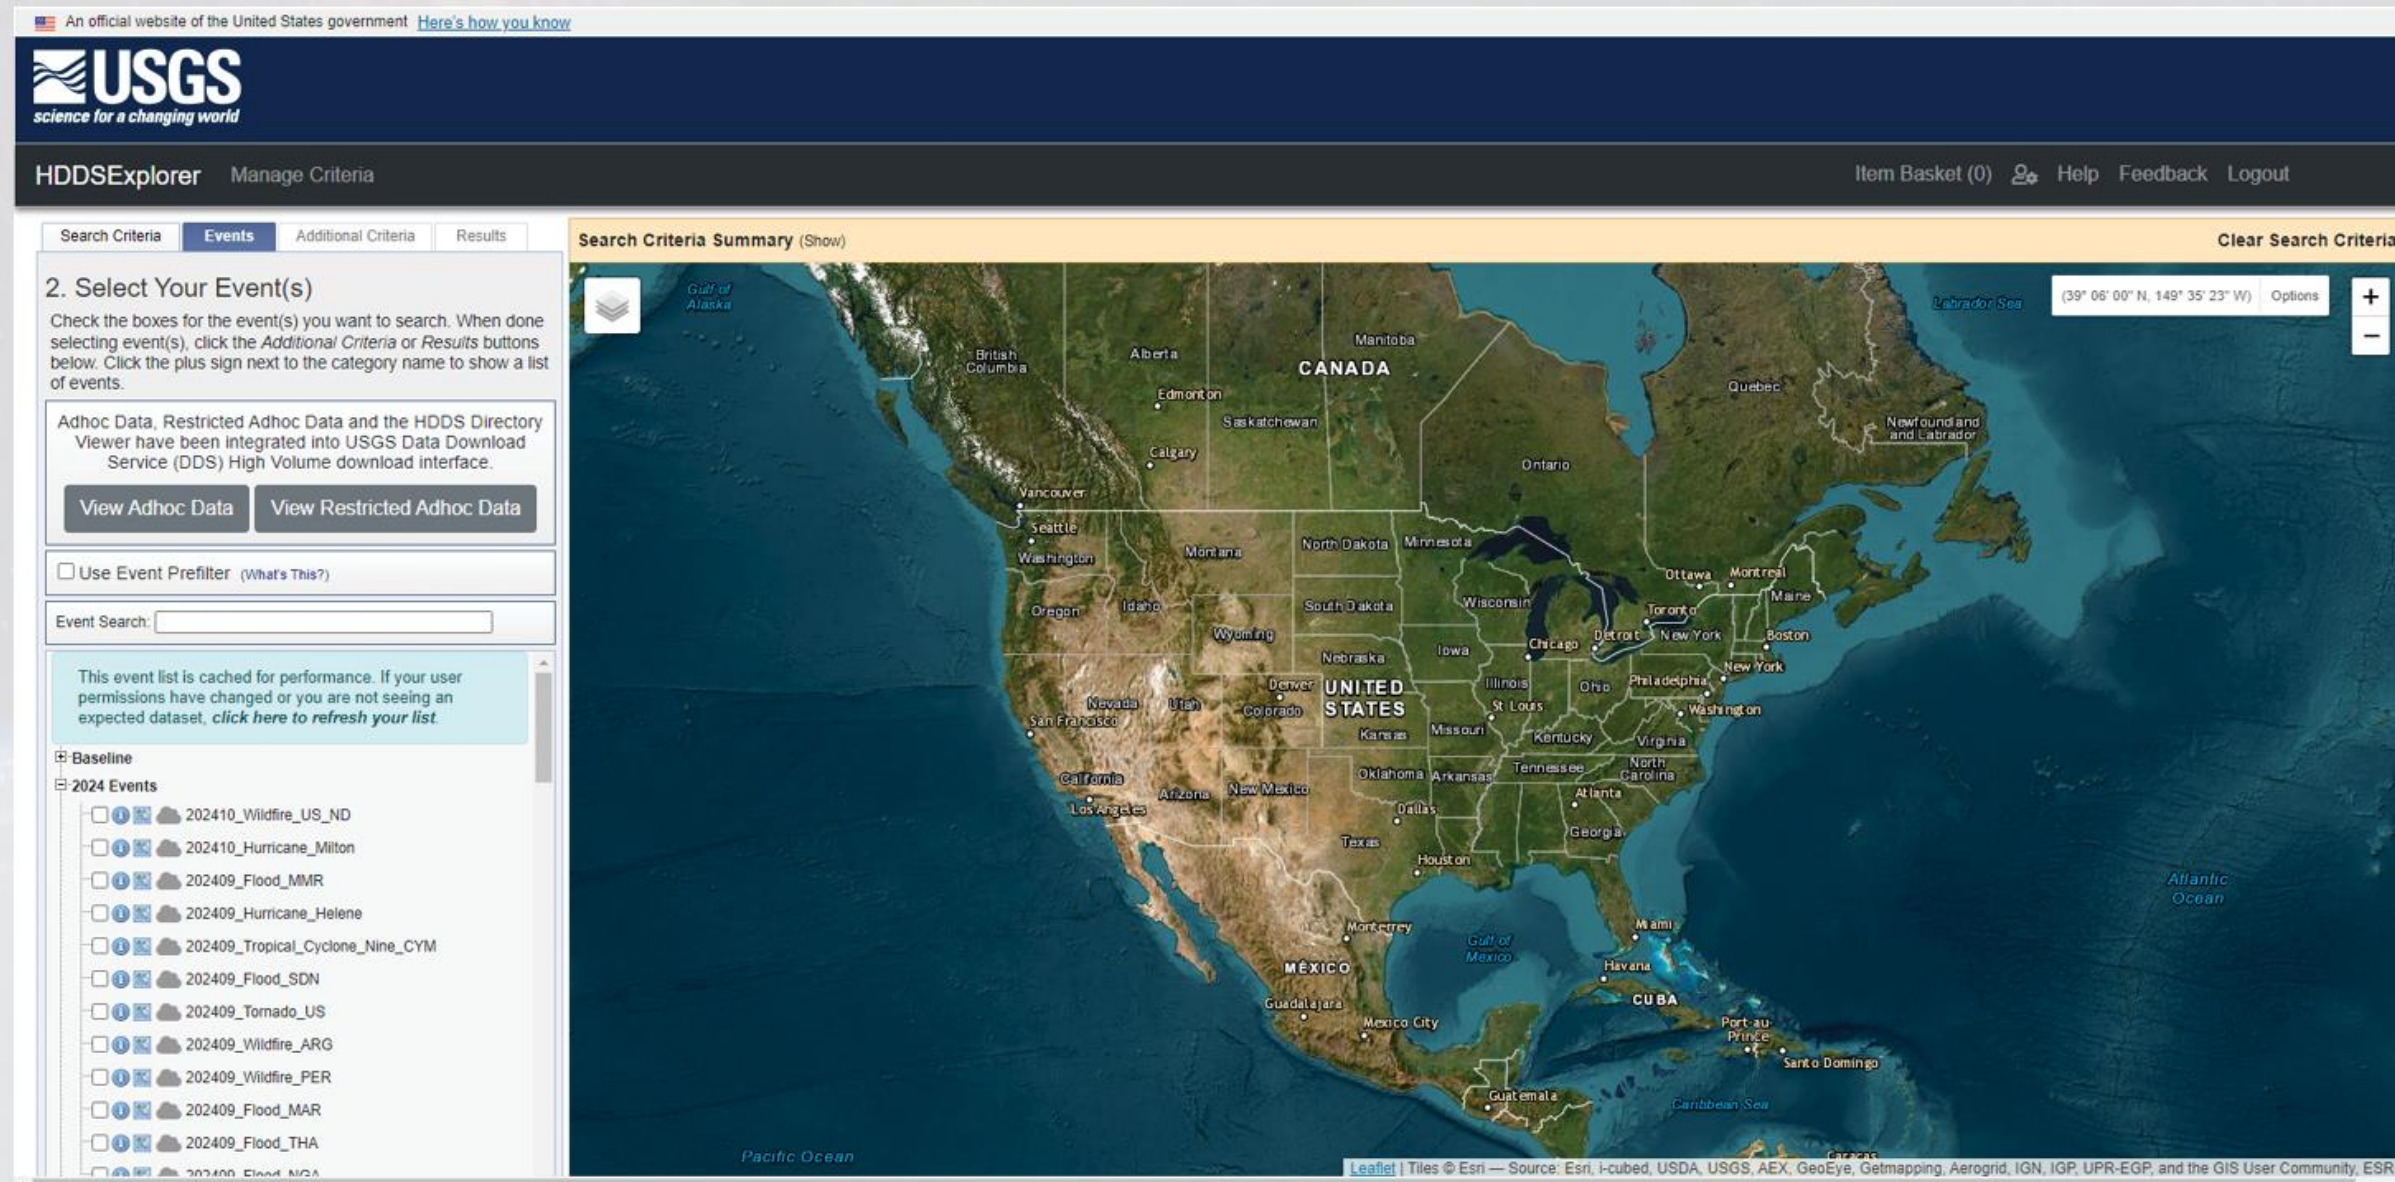 An official website of the United States government Here's how you know
USGS
science for a changing world
HDDSExplorer Manage Criteria Item Basket (0) Help Feedback Logout
Search Criteria Events Additional Criteria Results
2. Select Your Event(s)
Check the boxes for the event(s) you want to search. When done
selecting event(s), click the Additional Criteria or Results buttons
below. Click the plus sign next to the category name to show a list
of events.
Adhoc Data, Restricted Adhoc Data and the HDDS Directory
Viewer have been integrated into USGS Data Download
Service (DDS) High Volume download interface.
View Adhoc Data View Restricted Adhoc Data
Use Event Prefilter (What's This?)
Event Search:
This event list is cached for performance. If your user
permissions have changed or you are not seeing an
expected dataset, click here to refresh your list.
Baseline
2024 Events
202410_Wildfire_US_ND
202410_Hurricane_Milton
202409_Flood_MMR
202409_Hurricane_Helene
202409_Tropical_Cyclone_Nine_CYM
202409_Flood_SDN
202409_Tornado_US
202409_Wildfire_ARG
202409_Wildfire_PER
202409_Flood_MAR
202409_Flood_THA
202409_Flood_NGA
Search Criteria Summary (Show) Clear Search Criteria
(39° 06' 00" N, 149° 35' 23" W) Options
+
−
Gulf of
Alaska
Labrador Sea
British
Columbia
Alberta
Manitoba
CANADA
Quebec
Edmonton
Saskatchewan
Newfoundland
and Labrador
Calgary
Ontario
Vancouver
Seattle
Washington
Montana
North Dakota
Minnesota
Ottawa
Montreal
Maine
Oregon
Idaho
South Dakota
Wisconsin
Toronto
Wyoming
Chicago
Detroit
New York
Boston
Nebraska
Iowa
New York
Denver
UNITED
STATES
Illinois
Ohio
Philadelphia
Nevada
Utah
Colorado
St Louis
Washington
San Francisco
Kansas
Missouri
Kentucky
Virginia
California
Oklahoma
Arkansas
Tennessee
North
Carolina
Arizona
New Mexico
Atlanta
Los Angeles
Dallas
Georgia
Texas
Houston
Atlantic
Ocean
Monterrey
Miami
Gulf of
Mexico
MÉXICO
Havana
CUBA
Guadalajara
Mexico City
Port-au-
Prince
Santo Domingo
Guatemala
Caribbean Sea
Pacific Ocean
Caracas
Leaflet | Tiles © Esri — Source: Esri, i-cubed, USDA, USGS, AEX, GeoEye, Getmapping, Aerogrid, IGN, IGP, UPR-EGP, and the GIS User Community, ESR